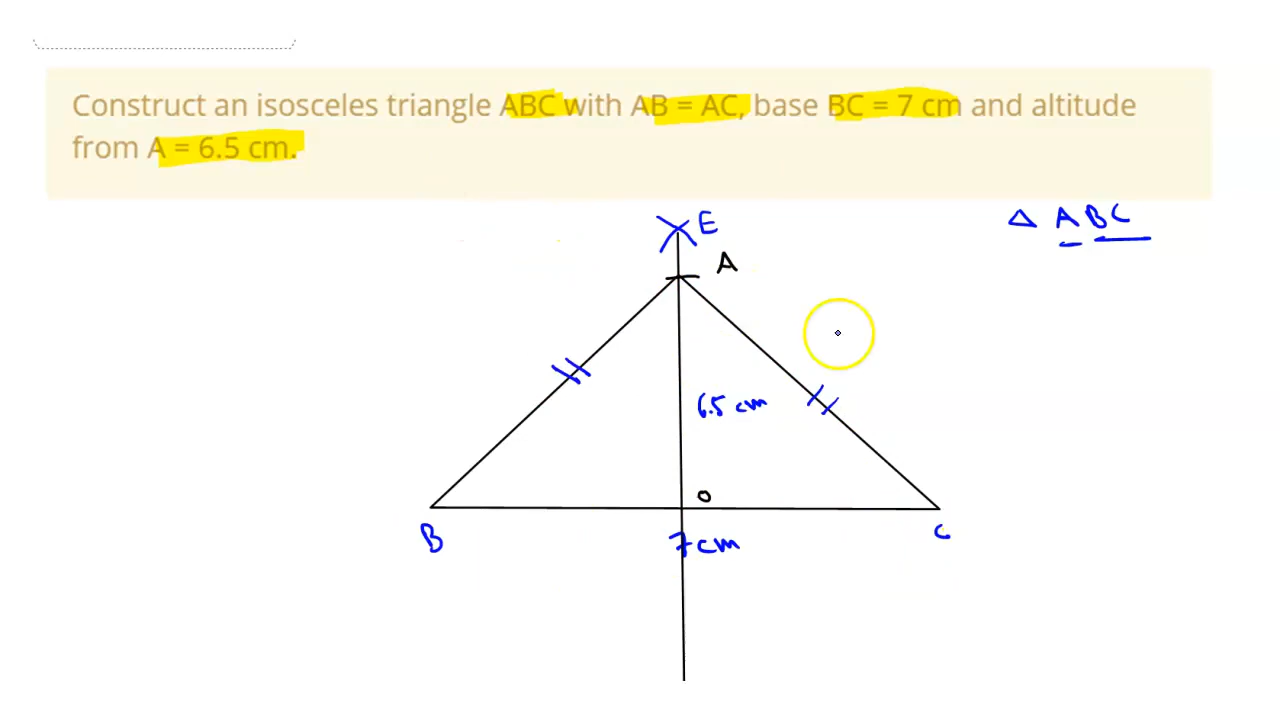 Construct an isosceles triangle ABC with AB = AC, base BC = 7 cm and altitude
from A = 6.5 cm.
△ ABC
E
A
6.5 cm
O
B
7cm
C